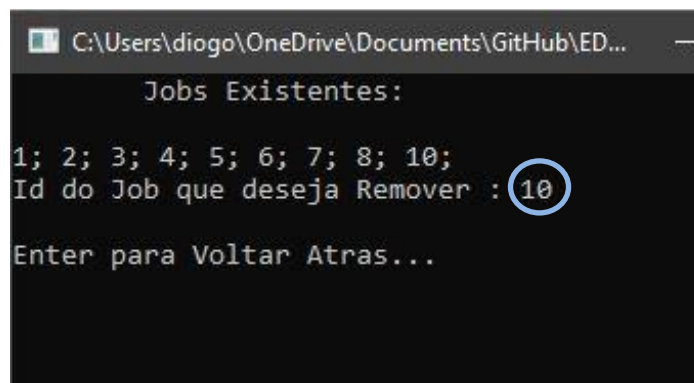 C:\Users\diogo\OneDrive\Documents\GitHub\ED...
Jobs Existentes:
1; 2; 3; 4; 5; 6; 7; 8; 10;
Id do Job que deseja Remover : 10
Enter para Voltar Atras...